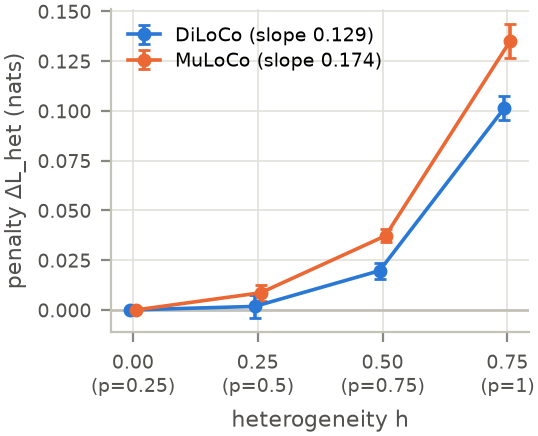 0.150
0.125
0.100
0.075
0.050
0.025
0.000
penalty ΔL_het (nats)
DiLoCo (slope 0.129)
MuLoCo (slope 0.174)
0.00 0.25 0.50 0.75
(p=0.25) (p=0.5) (p=0.75) (p=1)
heterogeneity h